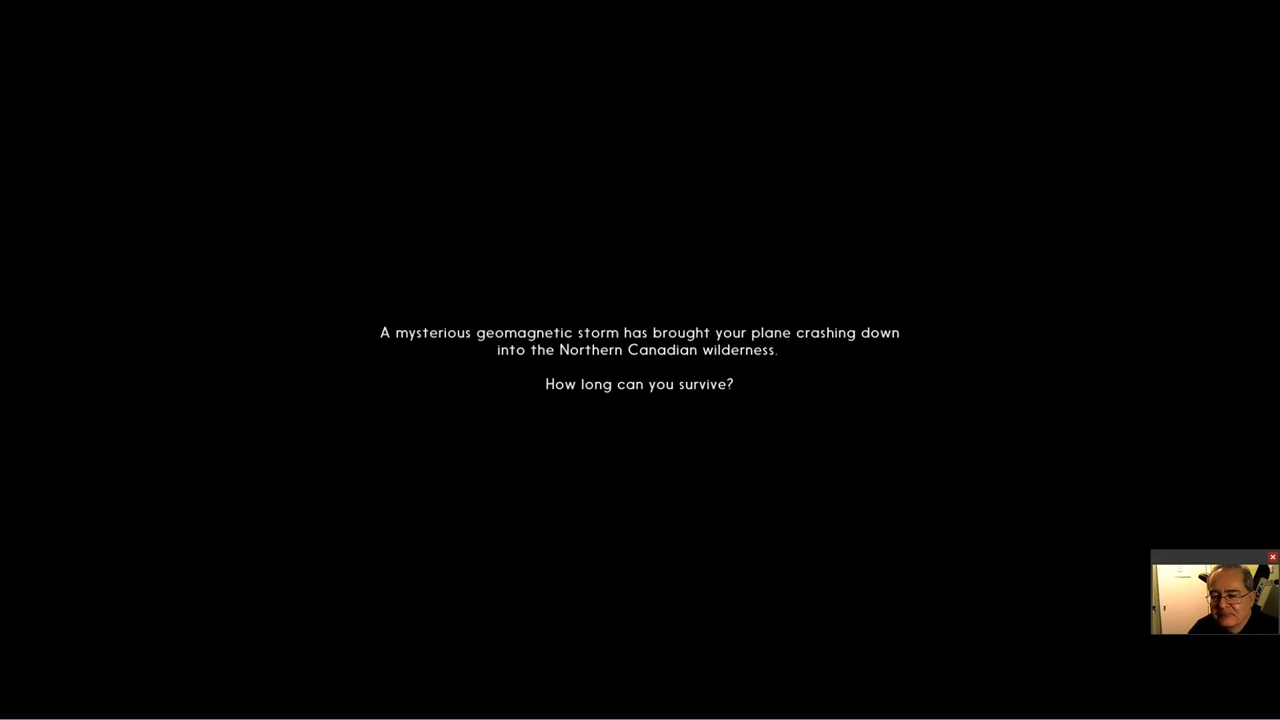 A mysterious geomagnetic storm has brought your plane crashing down
into the Northern Canadian wilderness.
How long can you survive?